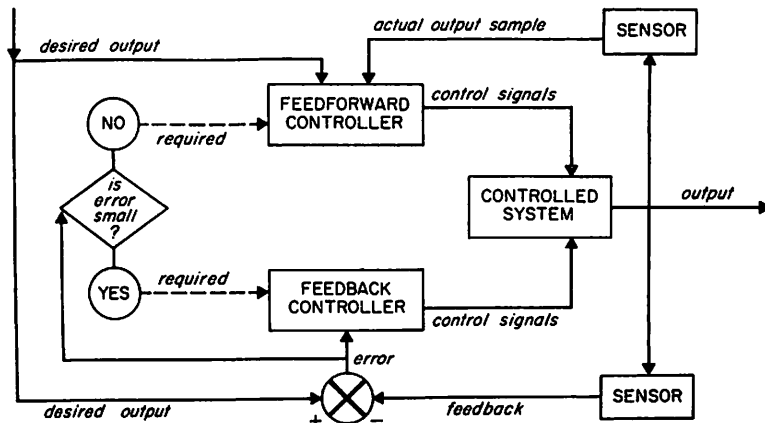 actual output sample
SENSOR
desired output
FEEDFORWARD
CONTROLLER
control signals
NO
required
is
error
small
?
CONTROLLED
SYSTEM
output
YES
required
FEEDBACK
CONTROLLER
control signals
error
desired output
+
-
feedback
SENSOR